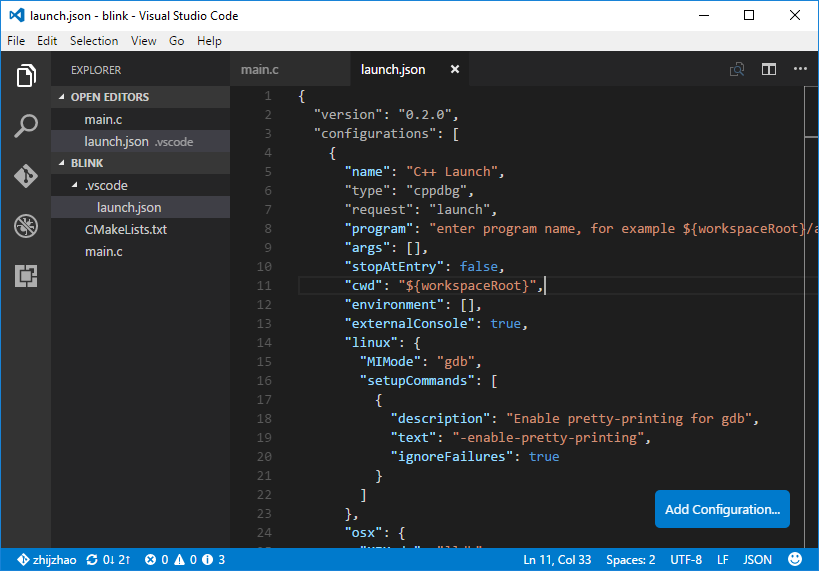 launch.json - blink - Visual Studio Code
File Edit Selection View Go Help
EXPLORER
OPEN EDITORS
main.c
launch.json .vscode
BLINK
.vscode
launch.json
CMakeLists.txt
main.c
main.c launch.json
1 {
2 "version": "0.2.0",
3 "configurations": [
4 {
5 "name": "C++ Launch",
6 "type": "cppdbg",
7 "request": "launch",
8 "program": "enter program name, for example ${workspaceRoot}/a
9 "args": [],
10 "stopAtEntry": false,
11 "cwd": "${workspaceRoot}",
12 "environment": [],
13 "externalConsole": true,
14 "linux": {
15 "MIMode": "gdb",
16 "setupCommands": [
17 {
18 "description": "Enable pretty-printing for gdb",
19 "text": "-enable-pretty-printing",
20 "ignoreFailures": true
21 }
22 ]
23 },
24 "osx": {
Add Configuration...
zhijzhao 0↓ 2↑ 0 0 3 Ln 11, Col 33 Spaces: 2 UTF-8 LF JSON